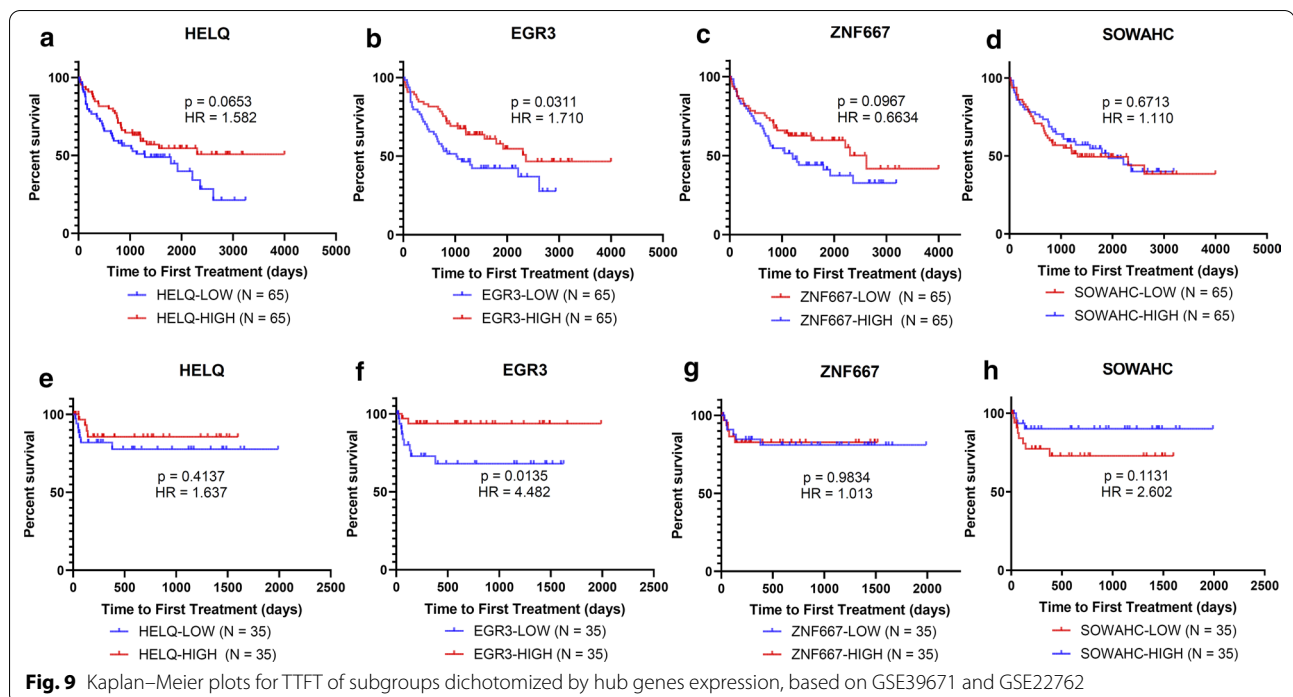 a
HELQ
p = 0.0653
HR = 1.582
Percent survival
100
50
0
0 1000 2000 3000 4000 5000
Time to First Treatment (days)
HELQ-LOW (N = 65)
HELQ-HIGH (N = 65)
b
EGR3
p = 0.0311
HR = 1.710
Percent survival
100
50
0
0 1000 2000 3000 4000 5000
Time to First Treatment (days)
EGR3-LOW (N = 65)
EGR3-HIGH (N = 65)
c
ZNF667
p = 0.0967
HR = 0.6634
Percent survival
100
50
0
0 1000 2000 3000 4000
Time to First Treatment (days)
ZNF667-LOW (N = 65)
ZNF667-HIGH (N = 65)
d
SOWAHC
p = 0.6713
HR = 1.110
Percent survival
100
50
0
0 1000 2000 3000 4000 5000
Time to First Treatment (days)
SOWAHC-LOW (N = 65)
SOWAHC-HIGH (N = 65)
e
HELQ
p = 0.4137
HR = 1.637
Percent survival
100
50
0
0 500 1000 1500 2000 2500
Time to First Treatment (days)
HELQ-LOW (N = 35)
HELQ-HIGH (N = 35)
f
EGR3
p = 0.0135
HR = 4.482
Percent survival
100
50
0
0 500 1000 1500 2000 2500
Time to First Treatment (days)
EGR3-LOW (N = 35)
EGR3-HIGH (N = 35)
g
ZNF667
p = 0.9834
HR = 1.013
Percent survival
100
50
0
0 500 1000 1500 2000
Time to First Treatment (days)
ZNF667-LOW (N = 35)
ZNF667-HIGH (N = 35)
h
SOWAHC
p = 0.1131
HR = 2.602
Percent survival
100
50
0
0 500 1000 1500 2000 2500
Time to First Treatment (days)
SOWAHC-LOW (N = 35)
SOWAHC-HIGH (N = 35)
Fig. 9 Kaplan–Meier plots for TTFT of subgroups dichotomized by hub genes expression, based on GSE39671 and GSE22762